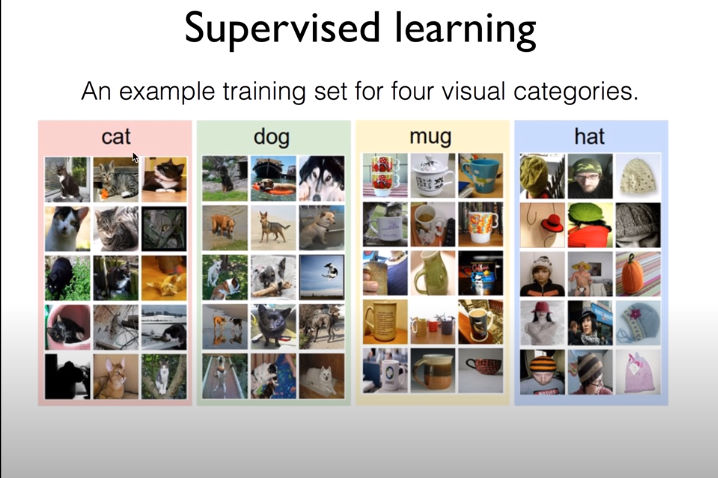 Supervised learning
An example training set for four visual categories.
cat
dog
mug
hat